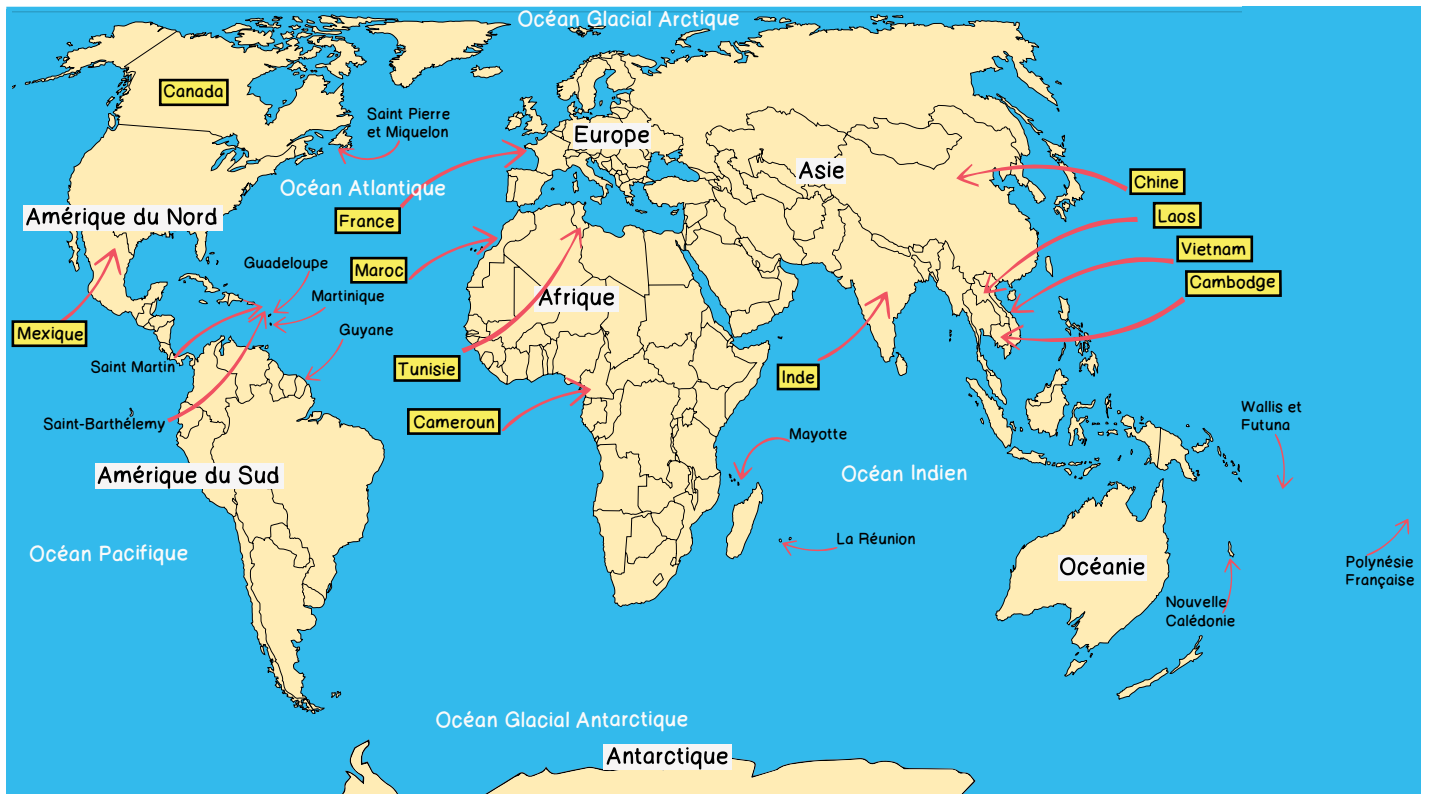 Océan Glacial Arctique
Canada
Saint Pierre
et Miquelon
Europe
Asie
Chine
Océan Atlantique
Amérique du Nord
France
Laos
Vietnam
Guadeloupe
Maroc
Cambodge
Martinique
Afrique
Mexique
Guyane
Saint Martin
Tunisie
Inde
Saint-Barthélemy
Cameroun
Wallis et
Futuna
Mayotte
Amérique du Sud
Océan Indien
Océan Pacifique
La Réunion
Océanie
Polynésie
Française
Nouvelle
Calédonie
Océan Glacial Antarctique
Antarctique